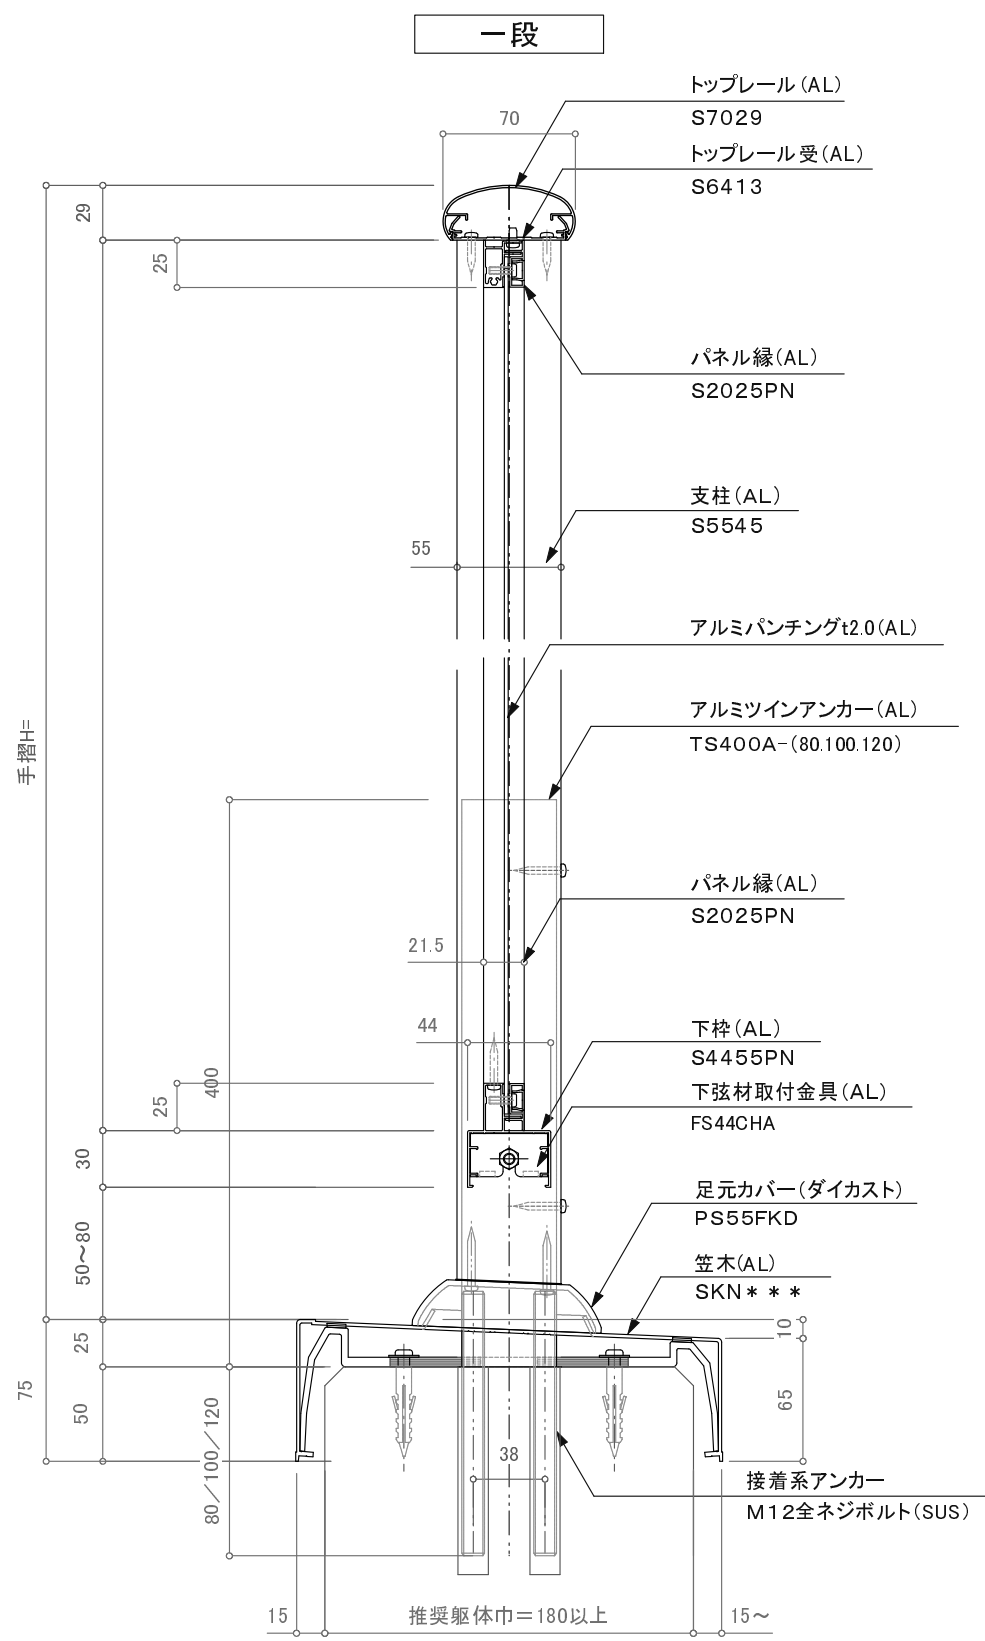 一段
トップレール(AL)
S7029
70
トップレール受(AL)
S6413
29
25
パネル縁(AL)
S2025PN
支柱(AL)
S5545
55
アルミパンチングt2.0(AL)
アルミツインアンカー(AL)
TS400A-(80.100.120)
手摺H=
パネル縁(AL)
S2025PN
21.5
44
下枠(AL)
S4455PN
400
25
下弦材取付金具(AL)
FS44CHA
30
足元カバー(ダイカスト)
PS55FKD
50～80
笠木(AL)
SKN＊＊＊
10
25
75
50
65
80/100/120
38
接着系アンカー
M12全ネジボルト(SUS)
15
推奨躯体巾=180以上
15～